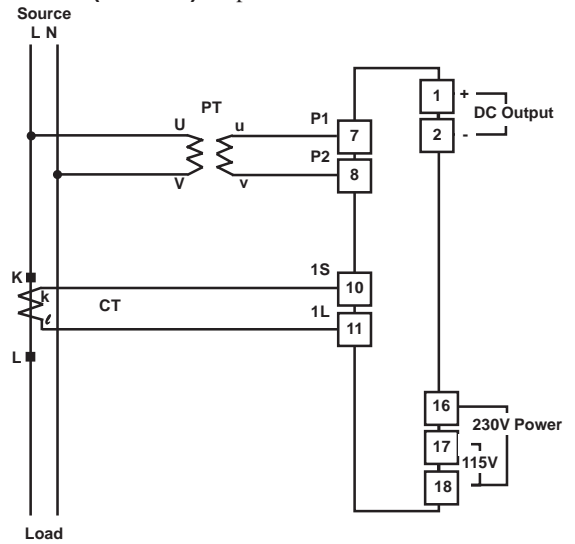 Source
L N
PT
U
u
P1
7
V
v
P2
8
1
+
DC Output
2
-
K
k
1S
10
CT
l
1L
11
L
16
230V Power
17
115V
18
Load